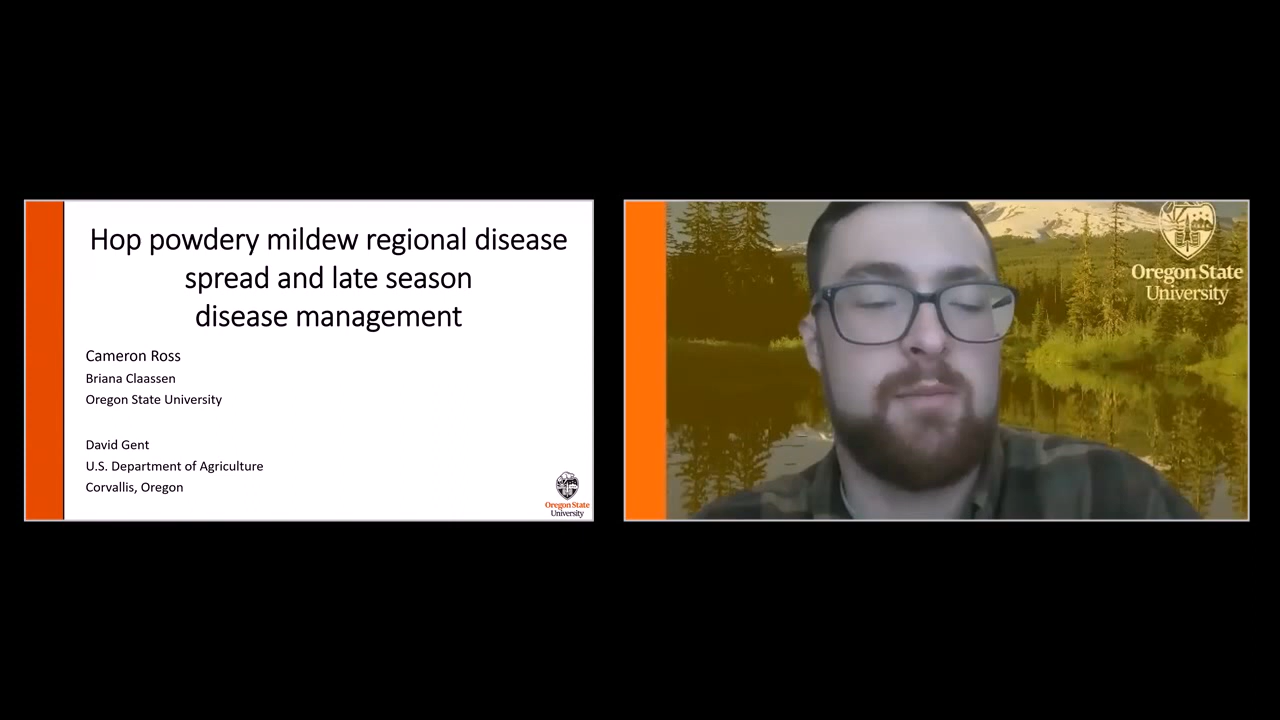 Hop powdery mildew regional disease
spread and late season
disease management
Cameron Ross
Briana Claassen
Oregon State University
David Gent
U.S. Department of Agriculture
Corvallis, Oregon
Oregon State
University
Oregon State
University